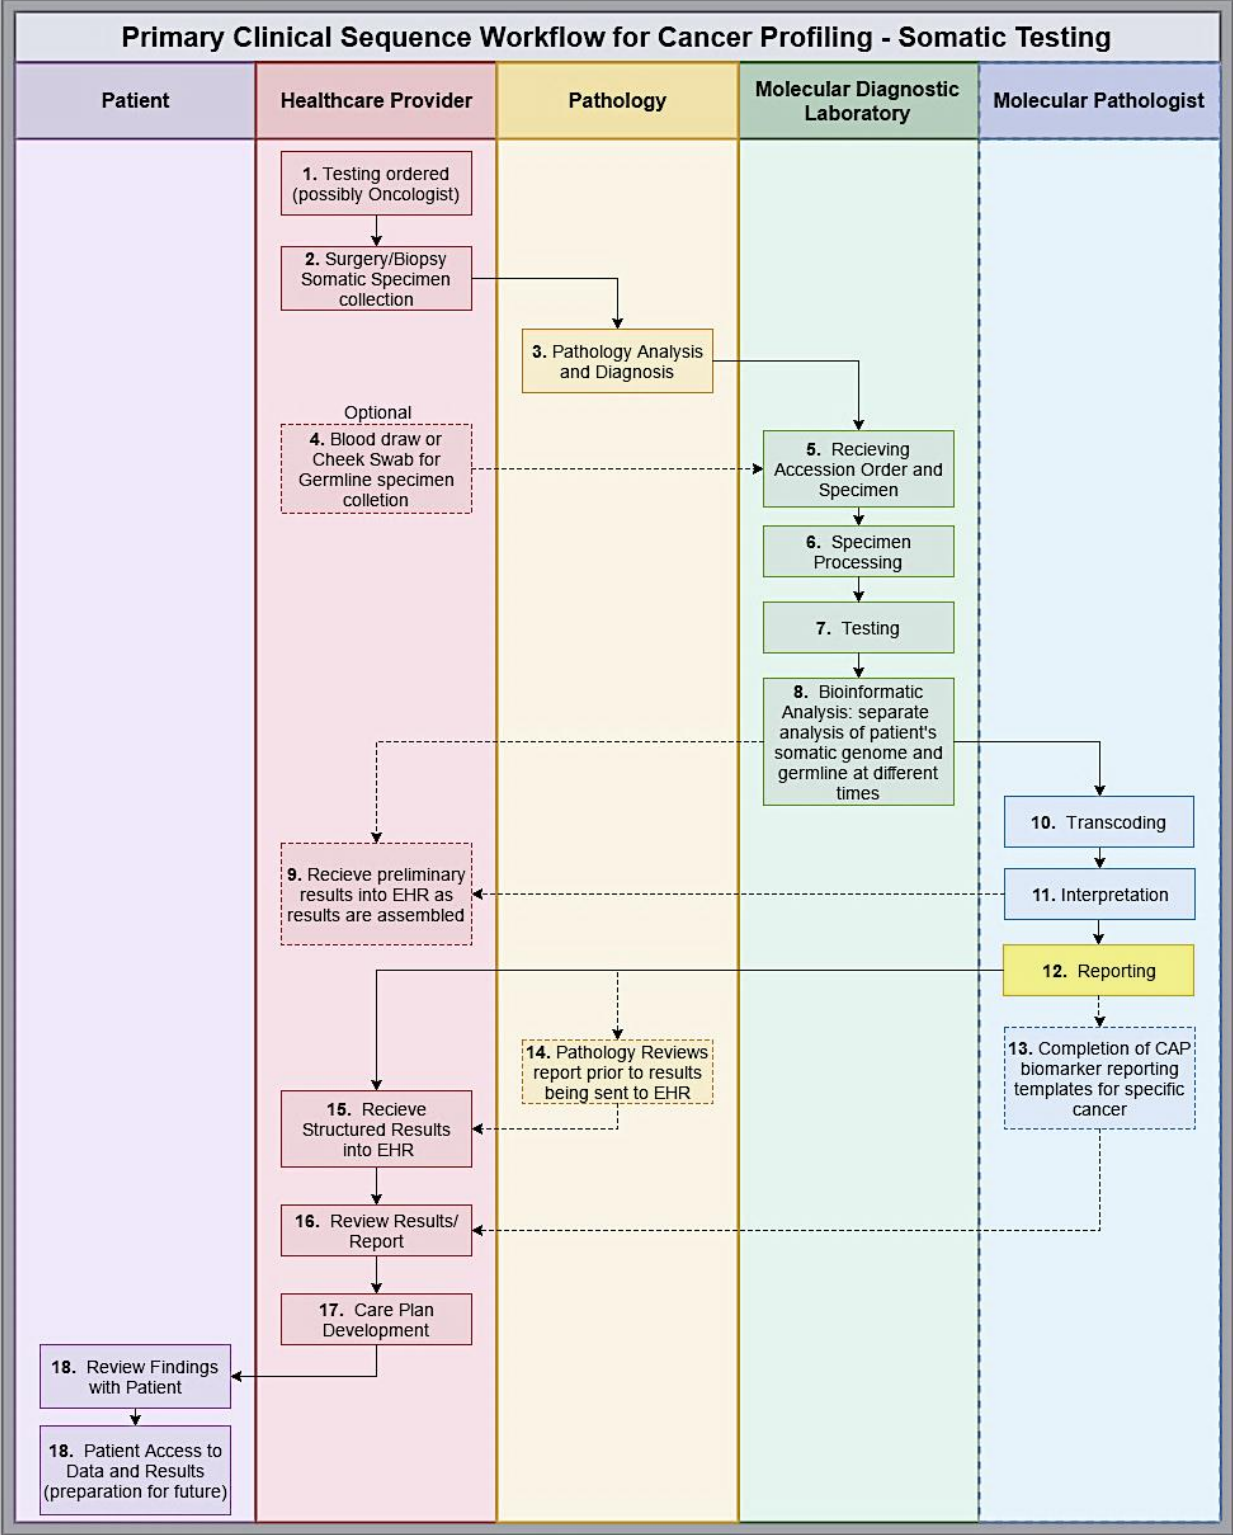 Primary Clinical Sequence Workflow for Cancer Profiling - Somatic Testing
Patient
Healthcare Provider
Pathology
Molecular Diagnostic
Laboratory
Molecular Pathologist
1. Testing ordered
(possibly Oncologist)
2. Surgery/Biopsy
Somatic Specimen
collection
3. Pathology Analysis
and Diagnosis
Optional
4. Blood draw or
Cheek Swab for
Germline specimen
colletion
5. Recieving
Accession Order and
Specimen
6. Specimen
Processing
7. Testing
8. Bioinformatic
Analysis: separate
analysis of patient's
somatic genome and
germline at different
times
9. Recieve preliminary
results into EHR as
results are assembled
10. Transcoding
11. Interpretation
12. Reporting
13. Completion of CAP
biomarker reporting
templates for specific
cancer
14. Pathology Reviews
report prior to results
being sent to EHR
15. Recieve
Structured Results
into EHR
16. Review Results/
Report
17. Care Plan
Development
18. Review Findings
with Patient
18. Patient Access to
Data and Results
(preparation for future)